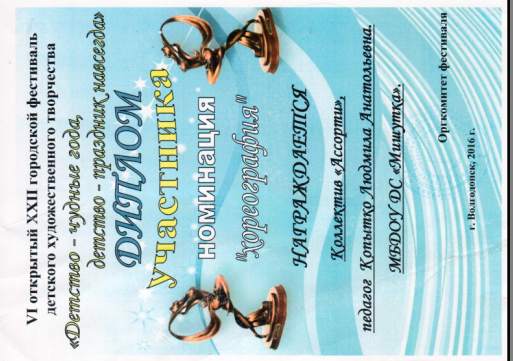 VI открытый XXII городской фестиваль
детского художественного творчества
«Детство – чудные года,
детство – праздник навсегда»
ДИПЛОМ
участника
номинация
"хореография"
НАГРАЖДАЕТСЯ
Коллектив «Ассорти».
педагог Копытко Людмила Анатольевна
МБДОУ ДС «Мишутка».
Оргкомитет фестиваля
г. Волгодонск, 2016 г.